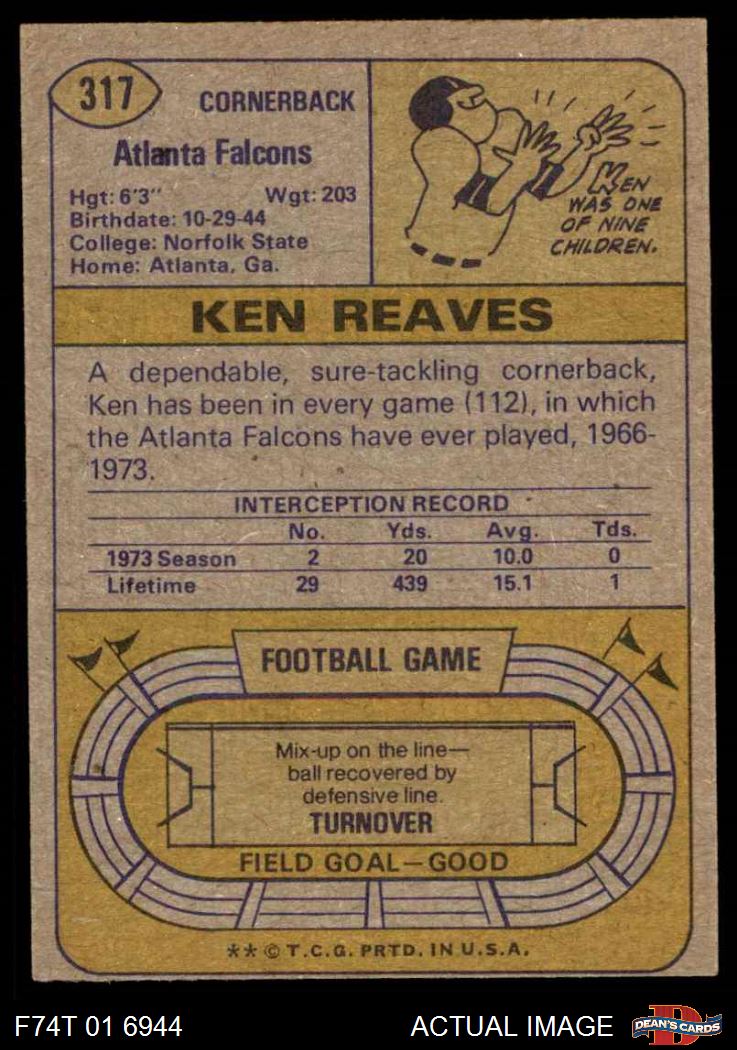 317
CORNERBACK
Atlanta Falcons
Hgt: 6'3" Wgt: 203
Birthdate: 10-29-44
College: Norfolk State
Home: Atlanta, Ga.
KEN
WAS ONE
OF NINE
CHILDREN.
KEN REAVES
A dependable, sure-tackling cornerback,
Ken has been in every game (112), in which
the Atlanta Falcons have ever played, 1966-
1973.
INTERCEPTION RECORD
No. Yds. Avg. Tds.
1973 Season 2 20 10.0 0
Lifetime 29 439 15.1 1
FOOTBALL GAME
Mix-up on the line—
ball recovered by
defensive line.
TURNOVER
FIELD GOAL—GOOD
** © T.C.G. PRTD. IN U.S.A.
F74T 01 6944 ACTUAL IMAGE
D
DEAN'S CARDS